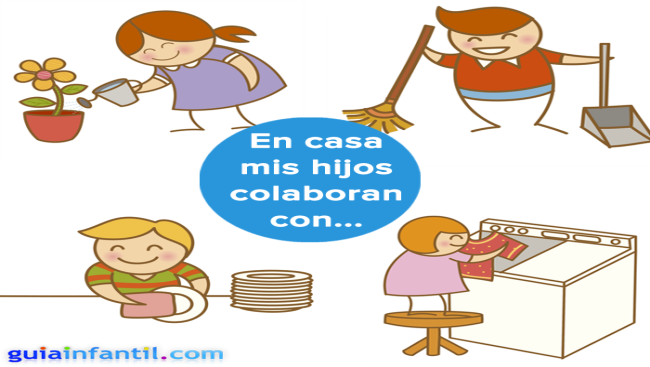 En casa
mis hijos
colaboran
con...
guiainfantil.com